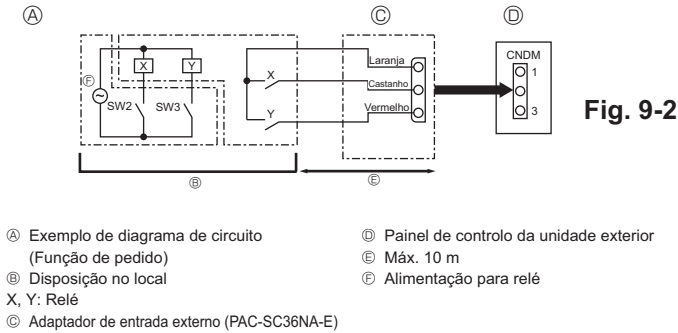 Ⓐ
Ⓒ
Ⓓ
Ⓕ
X
Y
SW2
SW3
X
Y
Laranja
Castanho
Vermelho
CNDM
1
3
Fig. 9-2
Ⓑ
Ⓔ
Ⓐ Exemplo de diagrama de circuito
(Função de pedido)
Ⓑ Disposição no local
X, Y: Relé
Ⓒ Adaptador de entrada externo (PAC-SC36NA-E)
Ⓓ Painel de controlo da unidade exterior
Ⓔ Máx. 10 m
Ⓕ Alimentação para relé